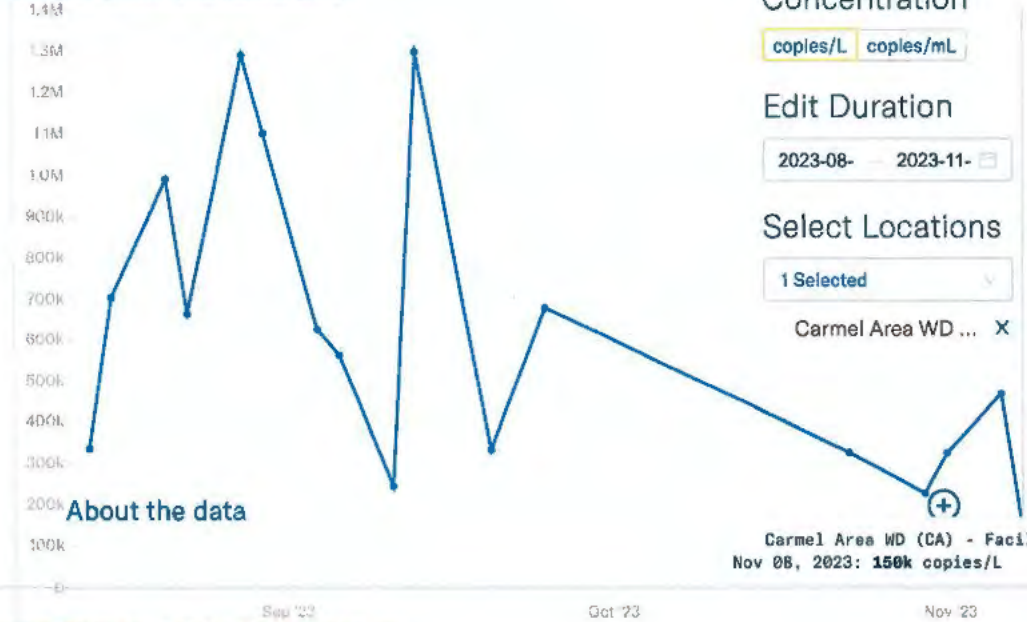 Concentration
1.4M
1.3M
1.2M
1.1M
1.0M
900k
800k
700k
600k
500k
400k
300k
200k
100k
0
copies/L copies/mL
Edit Duration
2023-08- 2023-11-
Select Locations
1 Selected
Carmel Area WD ... X
About the data
Carmel Area WD (CA) - Facil
Nov 08, 2023: 150k copies/L
Sep '23 Oct '23 Nov '23